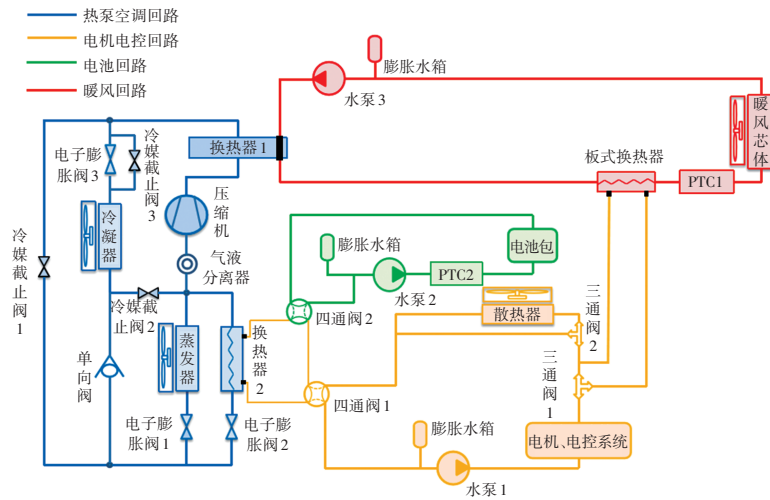 热泵空调回路
电机电控回路
电池回路
暖风回路
膨胀水箱
水泵3
暖风芯体
板式换热器
PTC1
换热器1
冷媒截止阀3
电子膨
胀阀3
压缩机
冷凝器
气液
分离器
冷媒截止阀1
冷媒截
止阀2
膨胀水箱
电池包
PTC2
水泵2
四通阀2
散热器
三通阀2
换热器2
蒸发器
单向阀
三通阀1
四通阀1
电子膨
胀阀1
电子膨
胀阀2
膨胀水箱
电机、电控系统
水泵1